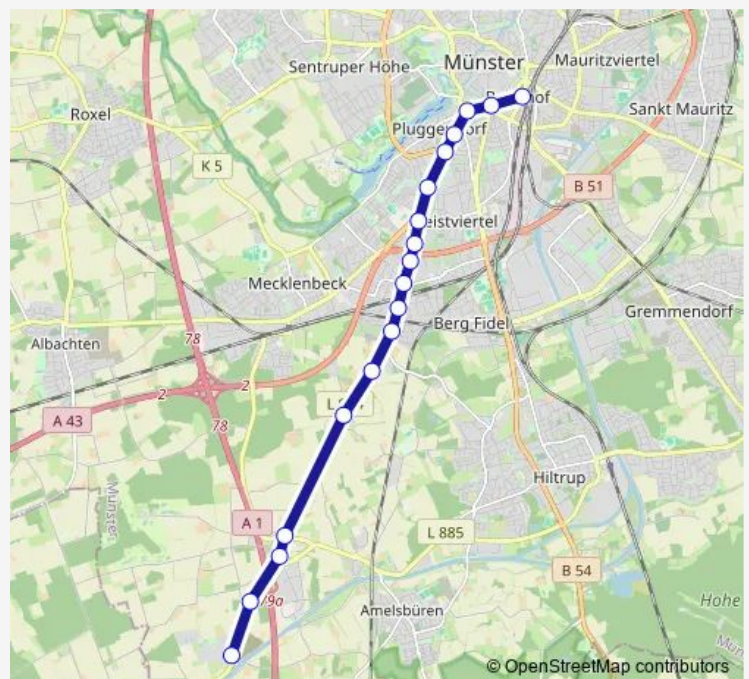 Münster
Sentruper Höhe
Mauritzviertel
Sankt Mauritz
Roxel
K 5
B 51
Mecklenbeck
Berg Fidel
Gremmendorf
Albachten
78
2
2
A 43
78
Hiltrup
A 1
L 885
B 54
79a
Amelsbüren
Hohe
© OpenStreetMap contributors